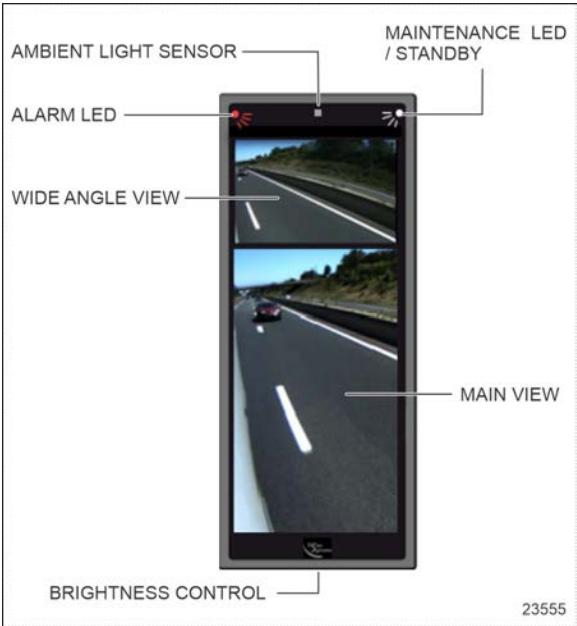 MAINTENANCE LED
/ STANDBY
AMBIENT LIGHT SENSOR
ALARM LED
WIDE ANGLE VIEW
MAIN VIEW
BRIGHTNESS CONTROL
23555